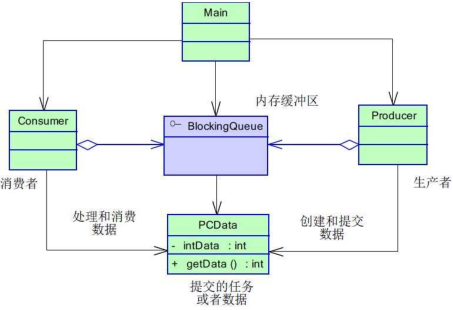 Main
内存缓冲区
Consumer
BlockingQueue
Producer
消费者
生产者
处理和消费
数据
PCData
- intData : int
+ getData () : int
创建和提交
数据
提交的任务
或者数据